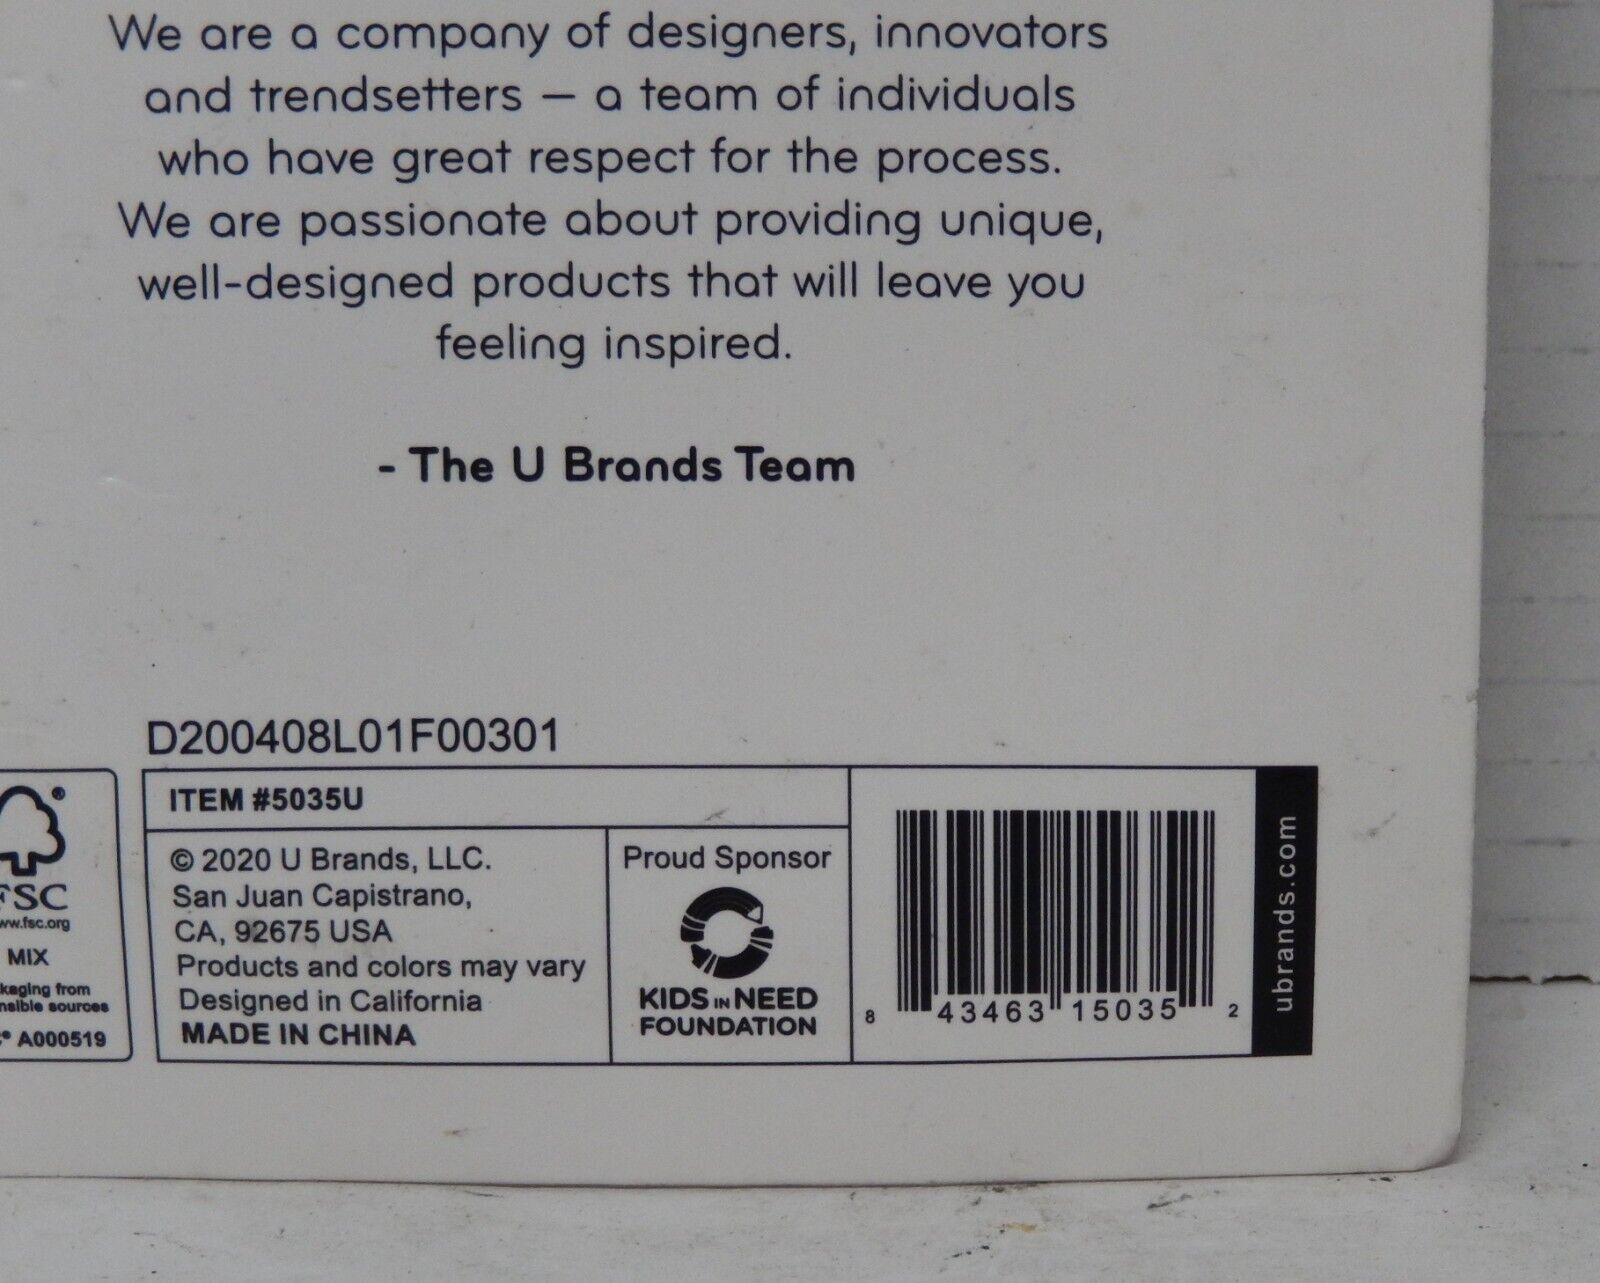 We are a company of designers, innovators
and trendsetters — a team of individuals
who have great respect for the process.
We are passionate about providing unique,
well-designed products that will leave you
feeling inspired.
- The U Brands Team
D200408L01F00301
FSC
www.fsc.org
MIX
from
sources
A000519
ITEM #5035U
© 2020 U Brands, LLC.
San Juan Capistrano,
CA, 92675 USA
Products and colors may vary
Designed in California
MADE IN CHINA
Proud Sponsor
KIDS IN NEED
FOUNDATION
8 43463 15035 2
ubrands.com